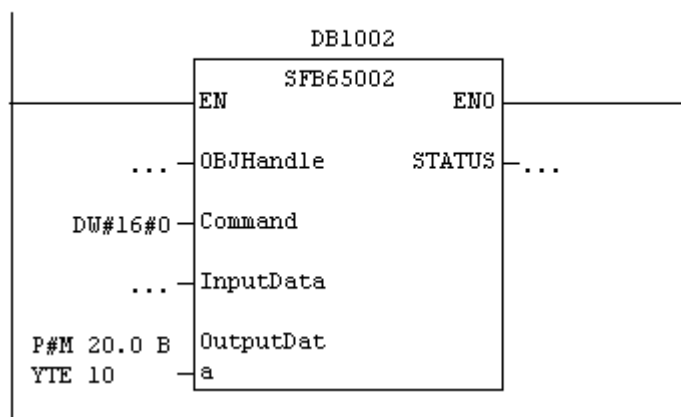 DB1002
SFB65002
EN ENO
... OBJHandle STATUS ...
DW#16#0 Command
... InputData
P#M 20.0 B OutputDat
YTE 10 a